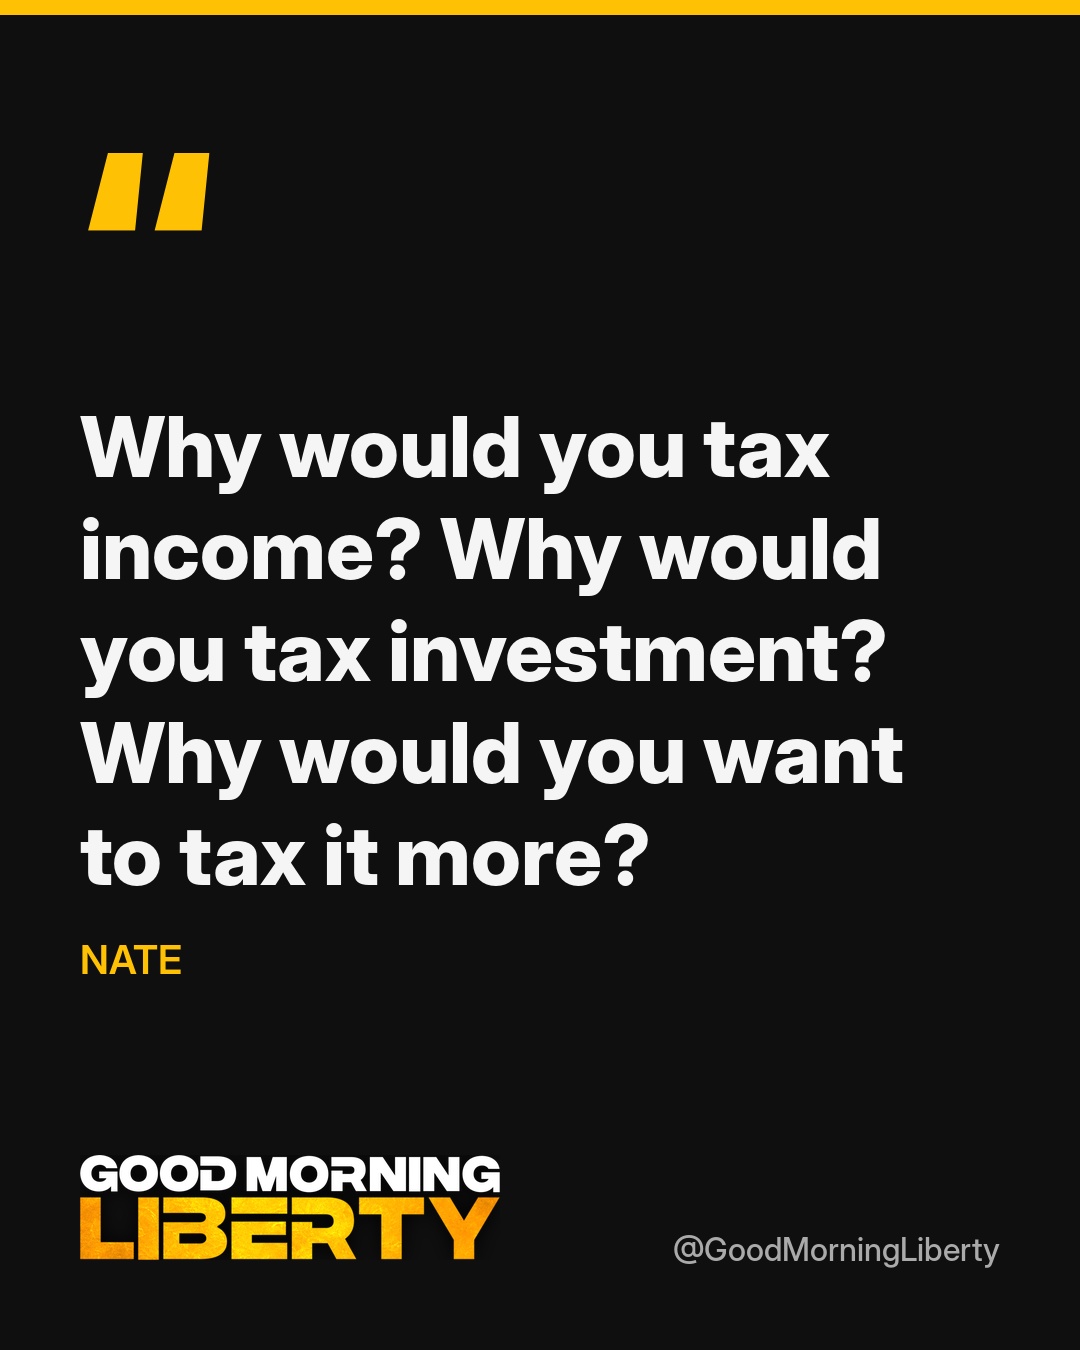 "
Why would you tax
income? Why would
you tax investment?
Why would you want
to tax it more?
NATE
GOOD MORNING
LIBERTY
@GoodMorningLiberty